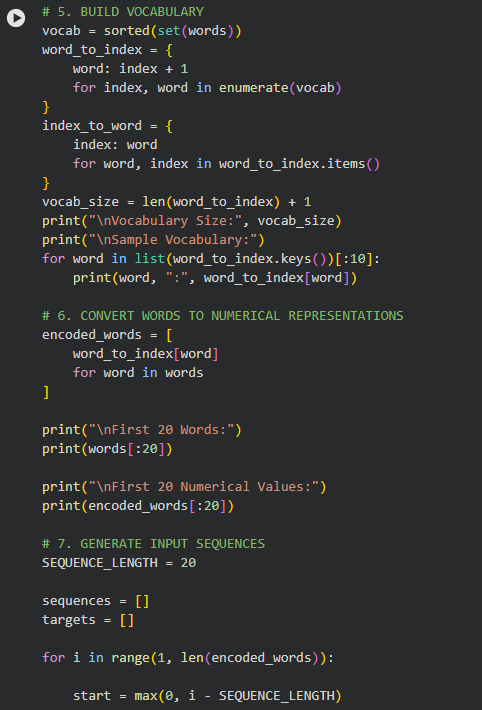 # 5. BUILD VOCABULARY
vocab = sorted(set(words))
word_to_index = {
    word: index + 1
    for index, word in enumerate(vocab)
}
index_to_word = {
    index: word
    for word, index in word_to_index.items()
}
vocab_size = len(word_to_index) + 1
print("\nVocabulary Size:", vocab_size)
print("\nSample Vocabulary:")
for word in list(word_to_index.keys())[:10]:
    print(word, ":", word_to_index[word])

# 6. CONVERT WORDS TO NUMERICAL REPRESENTATIONS
encoded_words = [
    word_to_index[word]
    for word in words
]

print("\nFirst 20 Words:")
print(words[:20])

print("\nFirst 20 Numerical Values:")
print(encoded_words[:20])

# 7. GENERATE INPUT SEQUENCES
SEQUENCE_LENGTH = 20

sequences = []
targets = []

for i in range(1, len(encoded_words)):

    start = max(0, i - SEQUENCE_LENGTH)